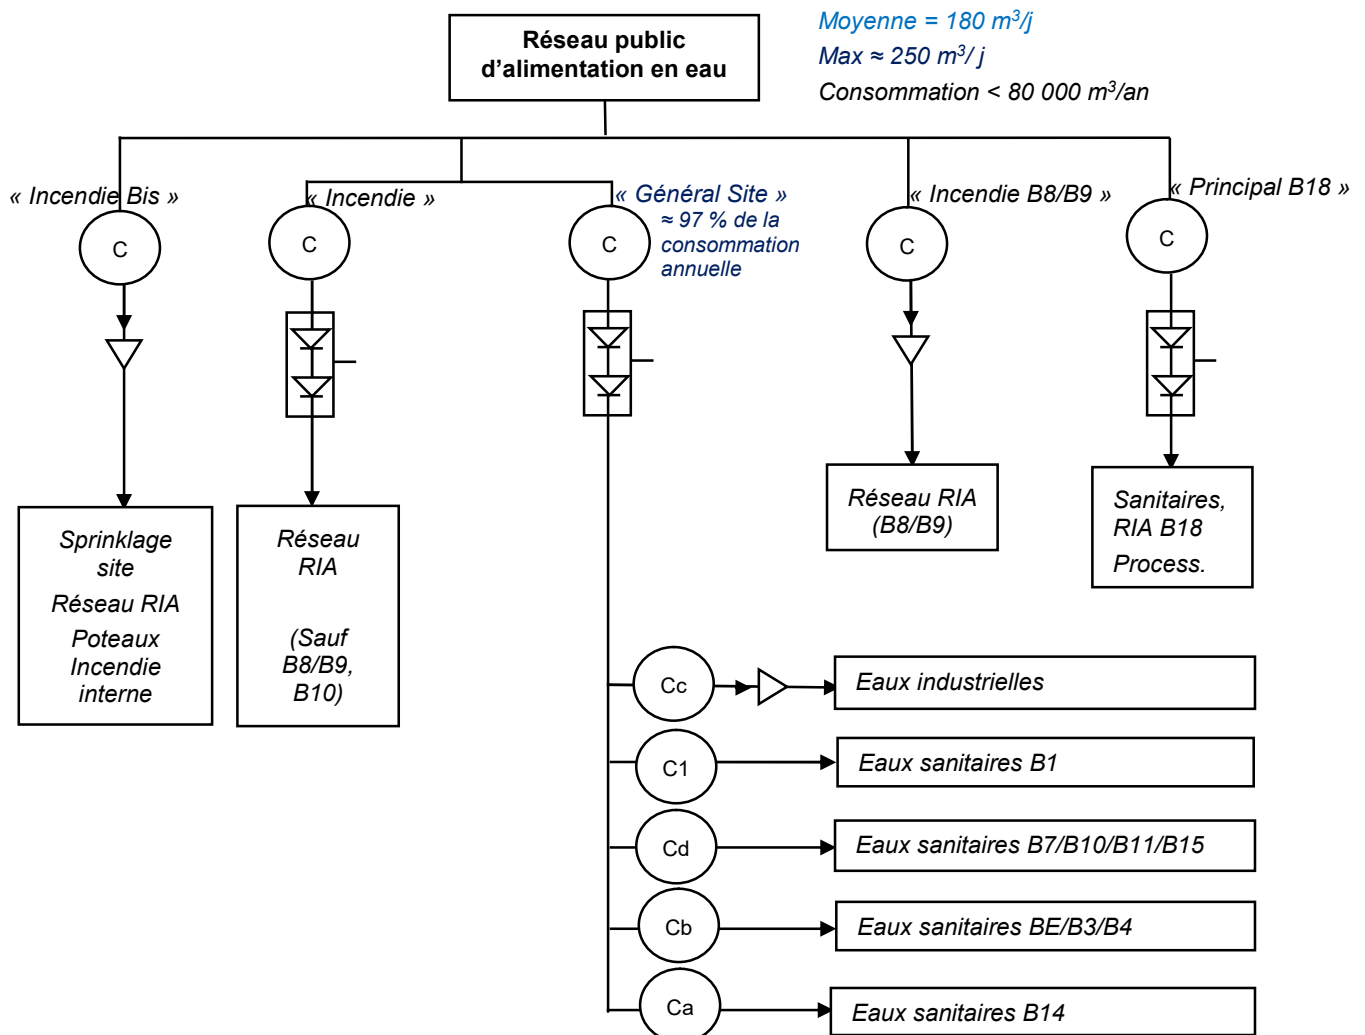 Réseau public
d'alimentation en eau
Moyenne = 180 m³/j
Max ≈ 250 m³/ j
Consommation < 80 000 m³/an
« Incendie Bis »
« Incendie »
« Général Site »
≈ 97 % de la
consommation
annuelle
« Incendie B8/B9 »
« Principal B18 »
C
C
C
C
C
Sprinklage
site
Réseau RIA
Poteaux
Incendie
interne
Réseau
RIA
(Sauf
B8/B9,
B10)
Réseau RIA
(B8/B9)
Sanitaires,
RIA B18
Process.
Cc
Eaux industrielles
C1
Eaux sanitaires B1
Cd
Eaux sanitaires B7/B10/B11/B15
Cb
Eaux sanitaires BE/B3/B4
Ca
Eaux sanitaires B14